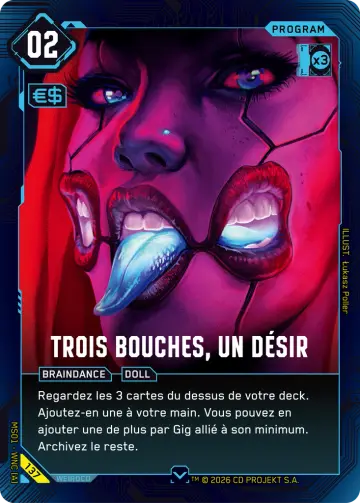 02
PROGRAM
x3
€$
ILLUST. Łukasz Poller
TROIS BOUCHES, UN DÉSIR
BRAINDANCE
DOLL
Regardez les 3 cartes du dessus de votre deck.
Ajoutez-en une à votre main. Vous pouvez en
ajouter une de plus par Gig allié à son minimum.
Archivez le reste.
137
WEBIGCD
™ © 2026 CD PROJEKT S.A.